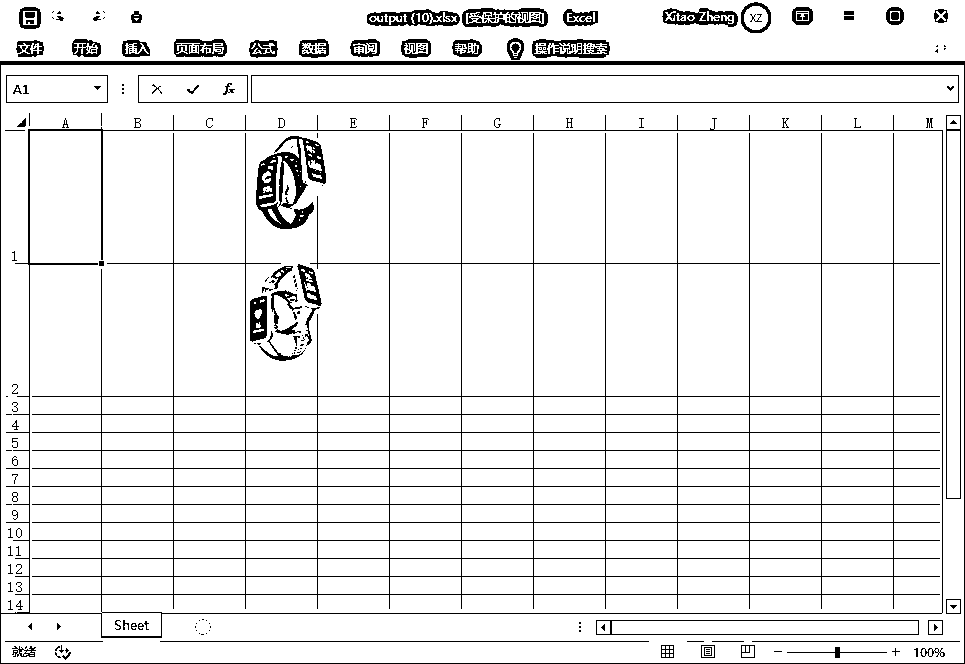 output (10).xlsx [受保护的视图] Excel Xitao Zheng XZ
文件 开始 插入 页面布局 公式 数据 审阅 视图 帮助 操作说明搜索
A1 fx
A B C D E F G H I J K L M
1
2
3
4
5
6
7
8
9
10
11
12
13
14
Sheet
就绪 100%